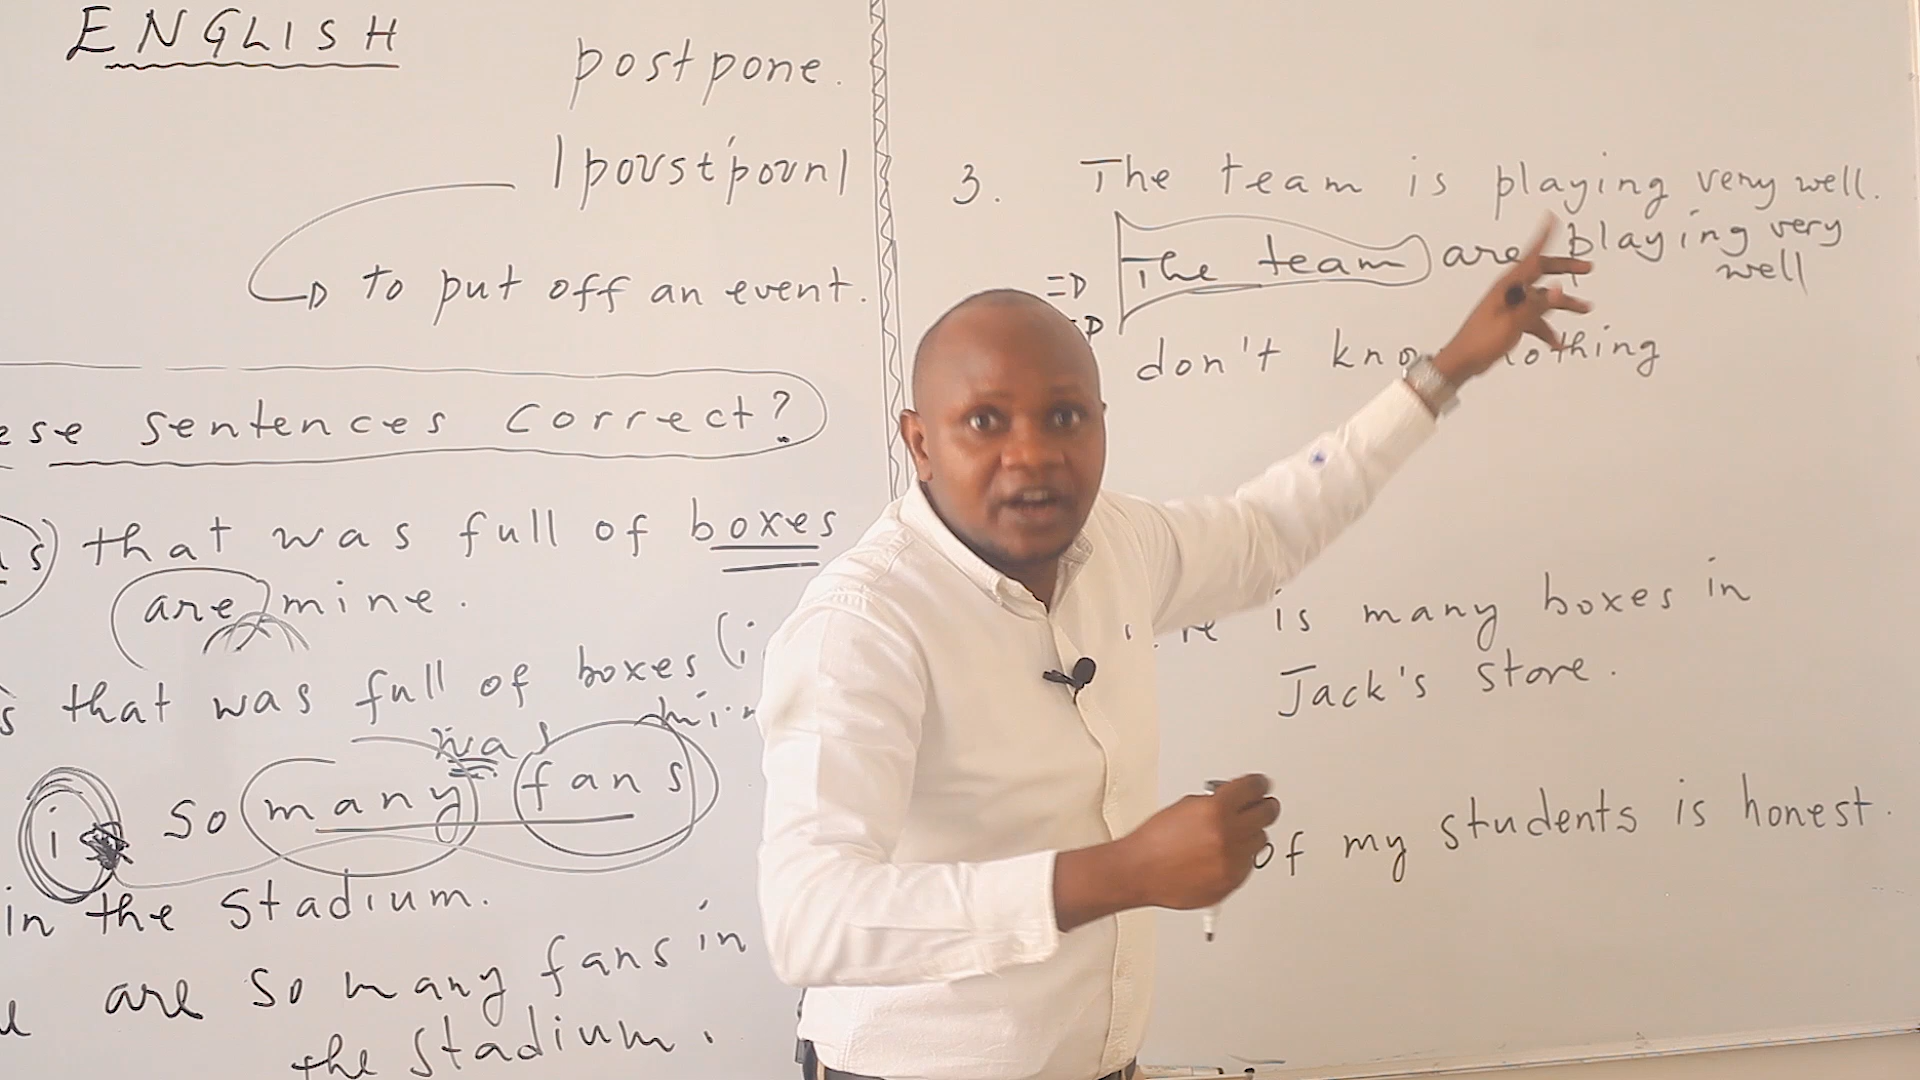 ENGLISH
postpone.
|poʊst'poʊn|
to put off an event.
sentences correct?
that was full of boxes
are mine.
that was full of boxes
was
is so many fans
in the stadium.
are so many fans in
the stadium.
3. The team is playing very well.
=D The team are playing very
well
don't know nothing
is many boxes in
Jack's store.
of my students is honest.